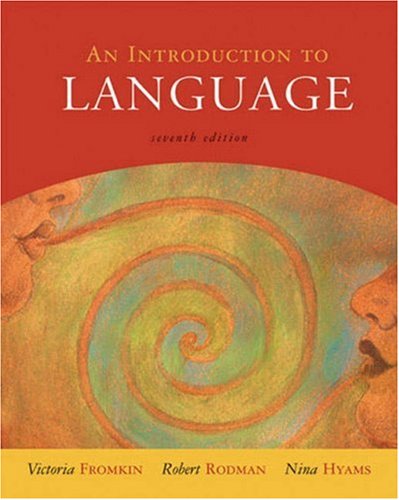 AN INTRODUCTION TO
LANGUAGE
seventh edition
Victoria FROMKIN Robert RODMAN Nina HYAMS